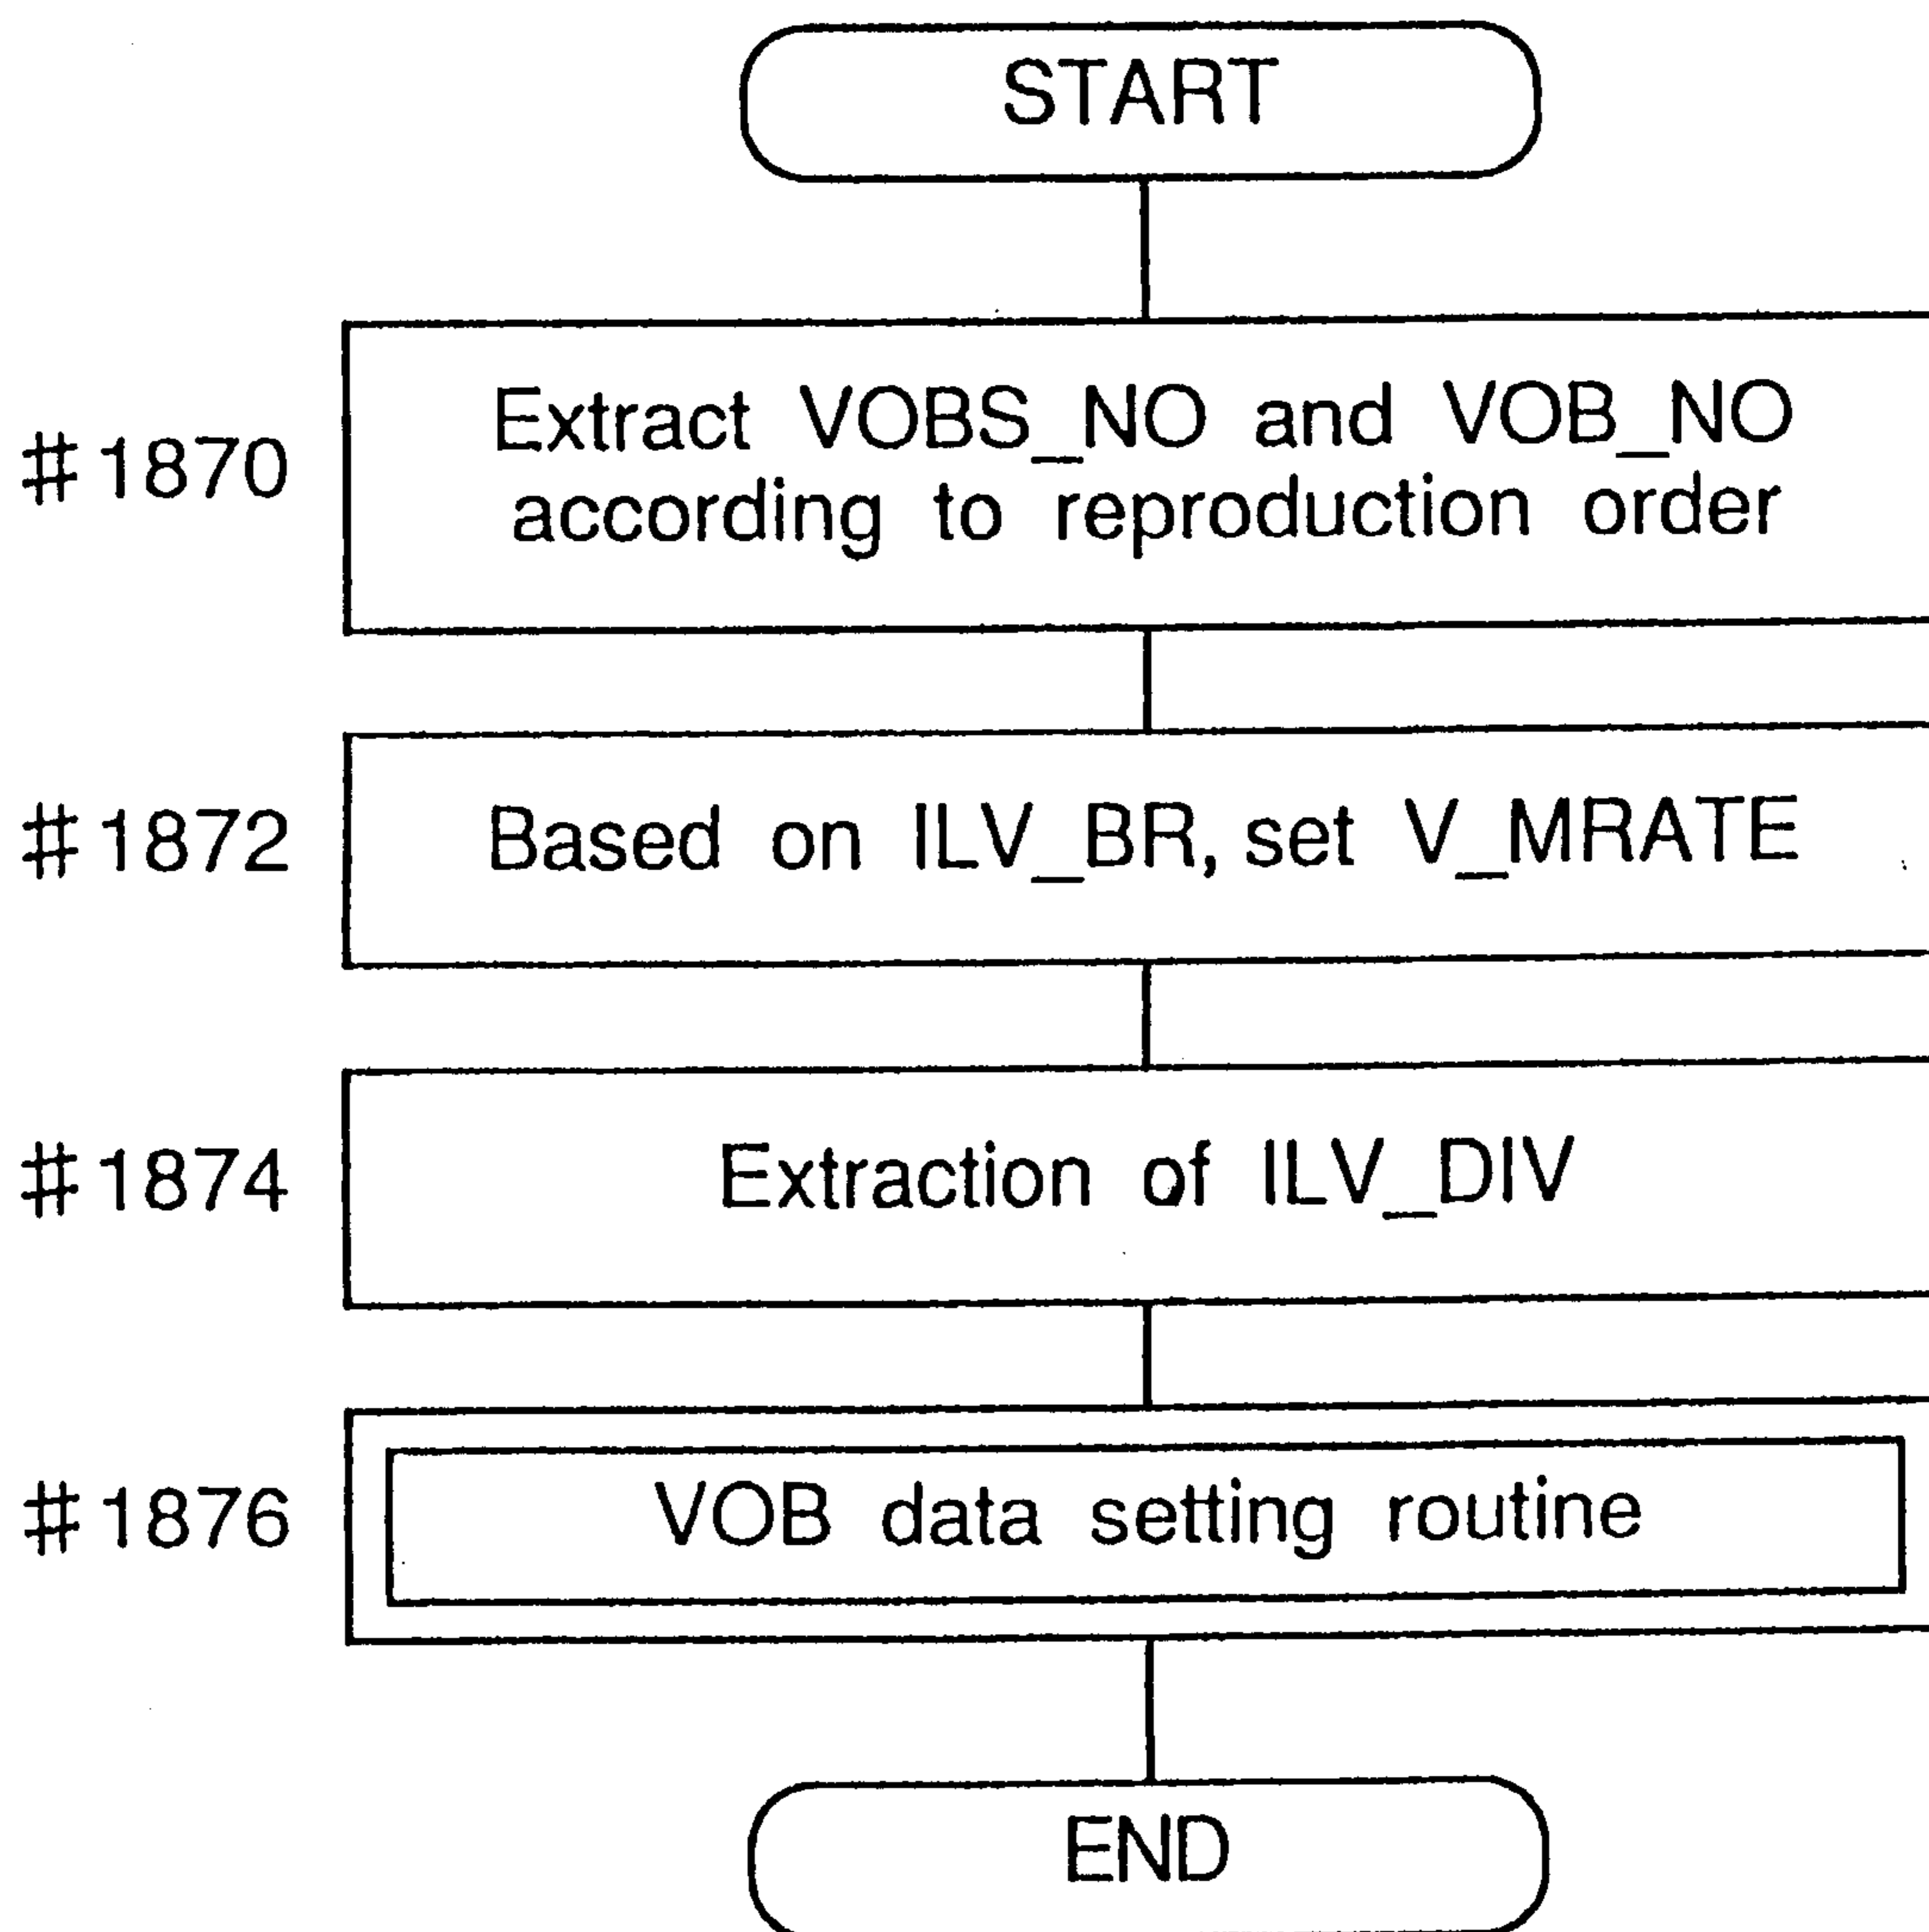 START
#1870
Extract VOBS_NO and VOB_NO
according to reproduction order
#1872
Based on ILV_BR, set V_MRATE
#1874
Extraction of ILV_DIV
#1876
VOB data setting routine
END